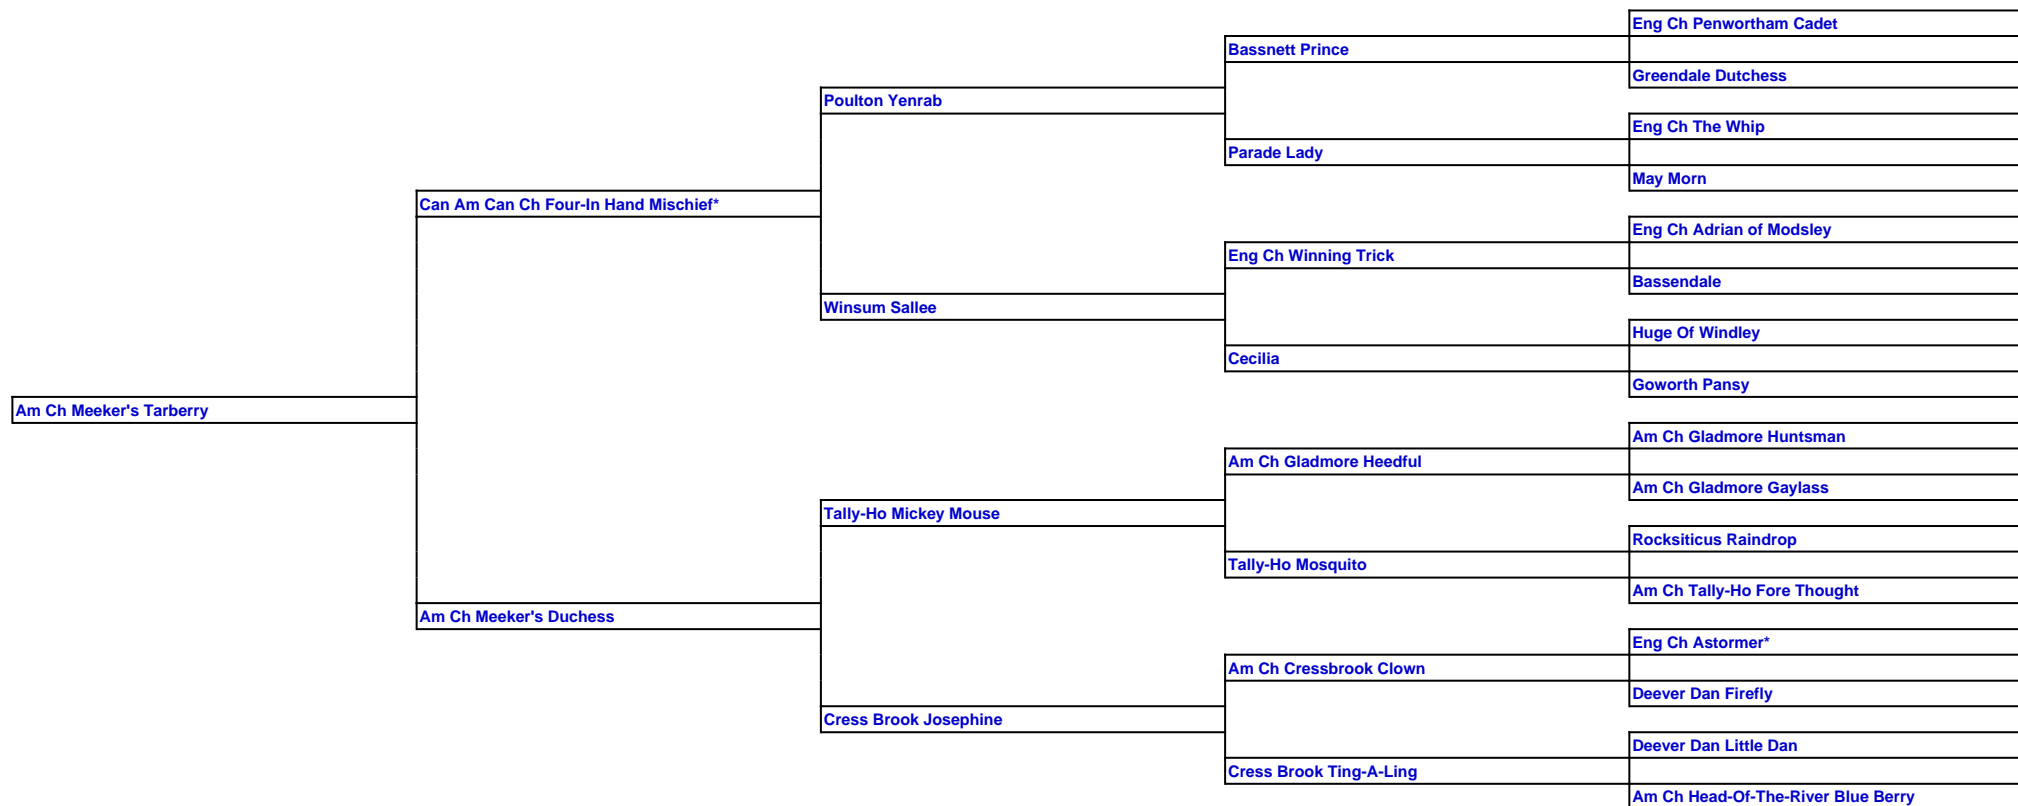 Eng Ch Penwortham Cadet
Bassnett Prince
Greendale Dutchess
Poulton Yenrab
Eng Ch The Whip
Parade Lady
May Morn
Can Am Can Ch Four-In Hand Mischief*
Eng Ch Adrian of Modsley
Eng Ch Winning Trick
Bassendale
Winsum Sallee
Huge Of Windley
Cecilia
Goworth Pansy
Am Ch Meeker's Tarberry
Am Ch Gladmore Huntsman
Am Ch Gladmore Heedful
Am Ch Gladmore Gaylass
Tally-Ho Mickey Mouse
Rocksiticus Raindrop
Tally-Ho Mosquito
Am Ch Tally-Ho Fore Thought
Am Ch Meeker's Duchess
Eng Ch Astormer*
Am Ch Cressbrook Clown
Deever Dan Firefly
Cress Brook Josephine
Deever Dan Little Dan
Cress Brook Ting-A-Ling
Am Ch Head-Of-The-River Blue Berry